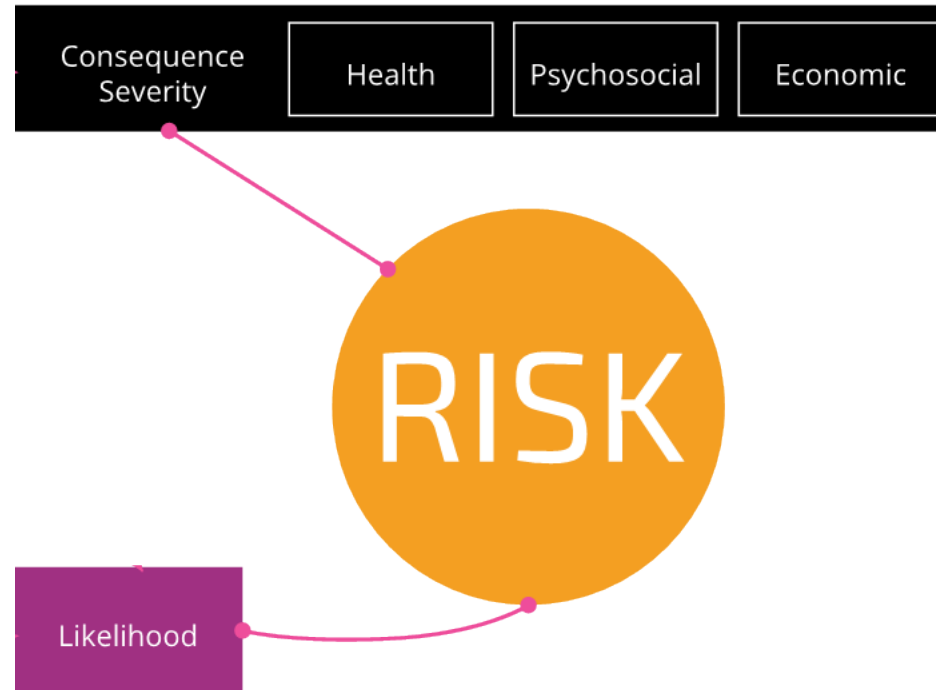 Consequence
Severity
Health
Psychosocial
Economic
RISK
Likelihood